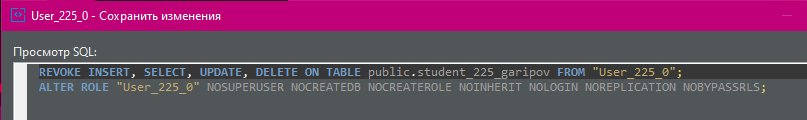 User_225_0 - Сохранить изменения
Просмотр SQL:
REVOKE INSERT, SELECT, UPDATE, DELETE ON TABLE public.student_225_garipov FROM "User_225_0";
ALTER ROLE "User_225_0" NOSUPERUSER NOCREATEDB NOCREATEROLE NOINHERIT NOLOGIN NOREPLICATION NOBYPASSRLS;